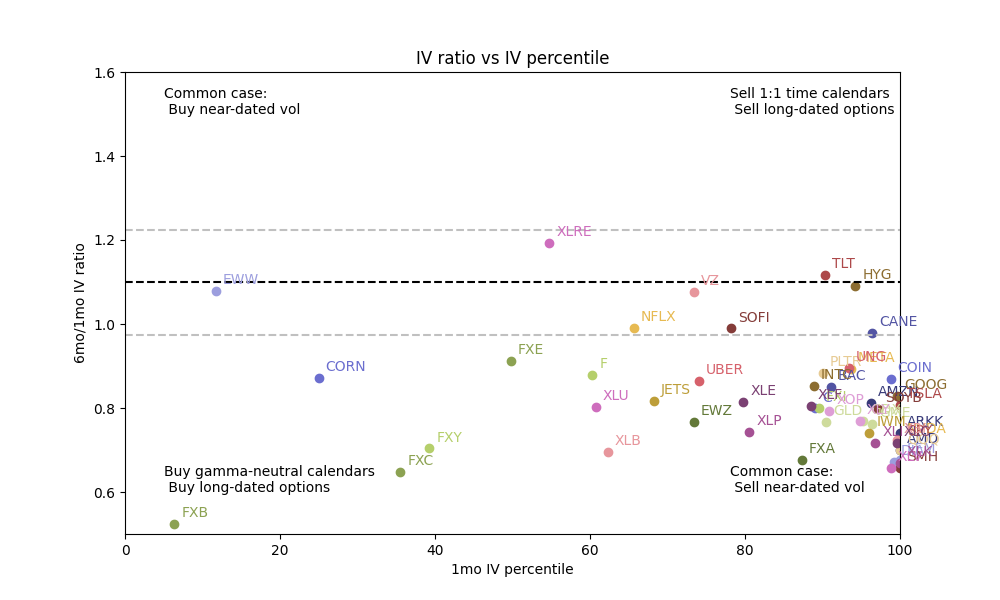 IV ratio vs IV percentile
1.6
Common case:
Buy near-dated vol
Sell 1:1 time calendars
Sell long-dated options
1.4
1.2
XLRE
TLT
HYG
EWW
VZ
6mo/1mo IV ratio
1.0
NFLX
SOFI
CANE
FXE
F
UBER
UNG
BAC
COIN
CORN
GOOG
0.8
XLU
JETS
XLE
XOP
EWZ
GLD
ARKK
XLP
AMD
FXY
XLB
FXA
SMH
FXC
Buy gamma-neutral calendars
Buy long-dated options
Common case:
Sell near-dated vol
0.6
FXB
0
20
40
60
80
100
1mo IV percentile